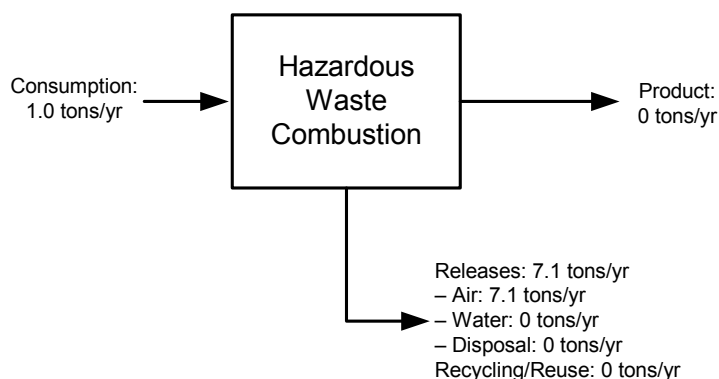 Consumption:
1.0 tons/yr
Hazardous
Waste
Combustion
Product:
0 tons/yr
Releases: 7.1 tons/yr
– Air: 7.1 tons/yr
– Water: 0 tons/yr
– Disposal: 0 tons/yr
Recycling/Reuse: 0 tons/yr